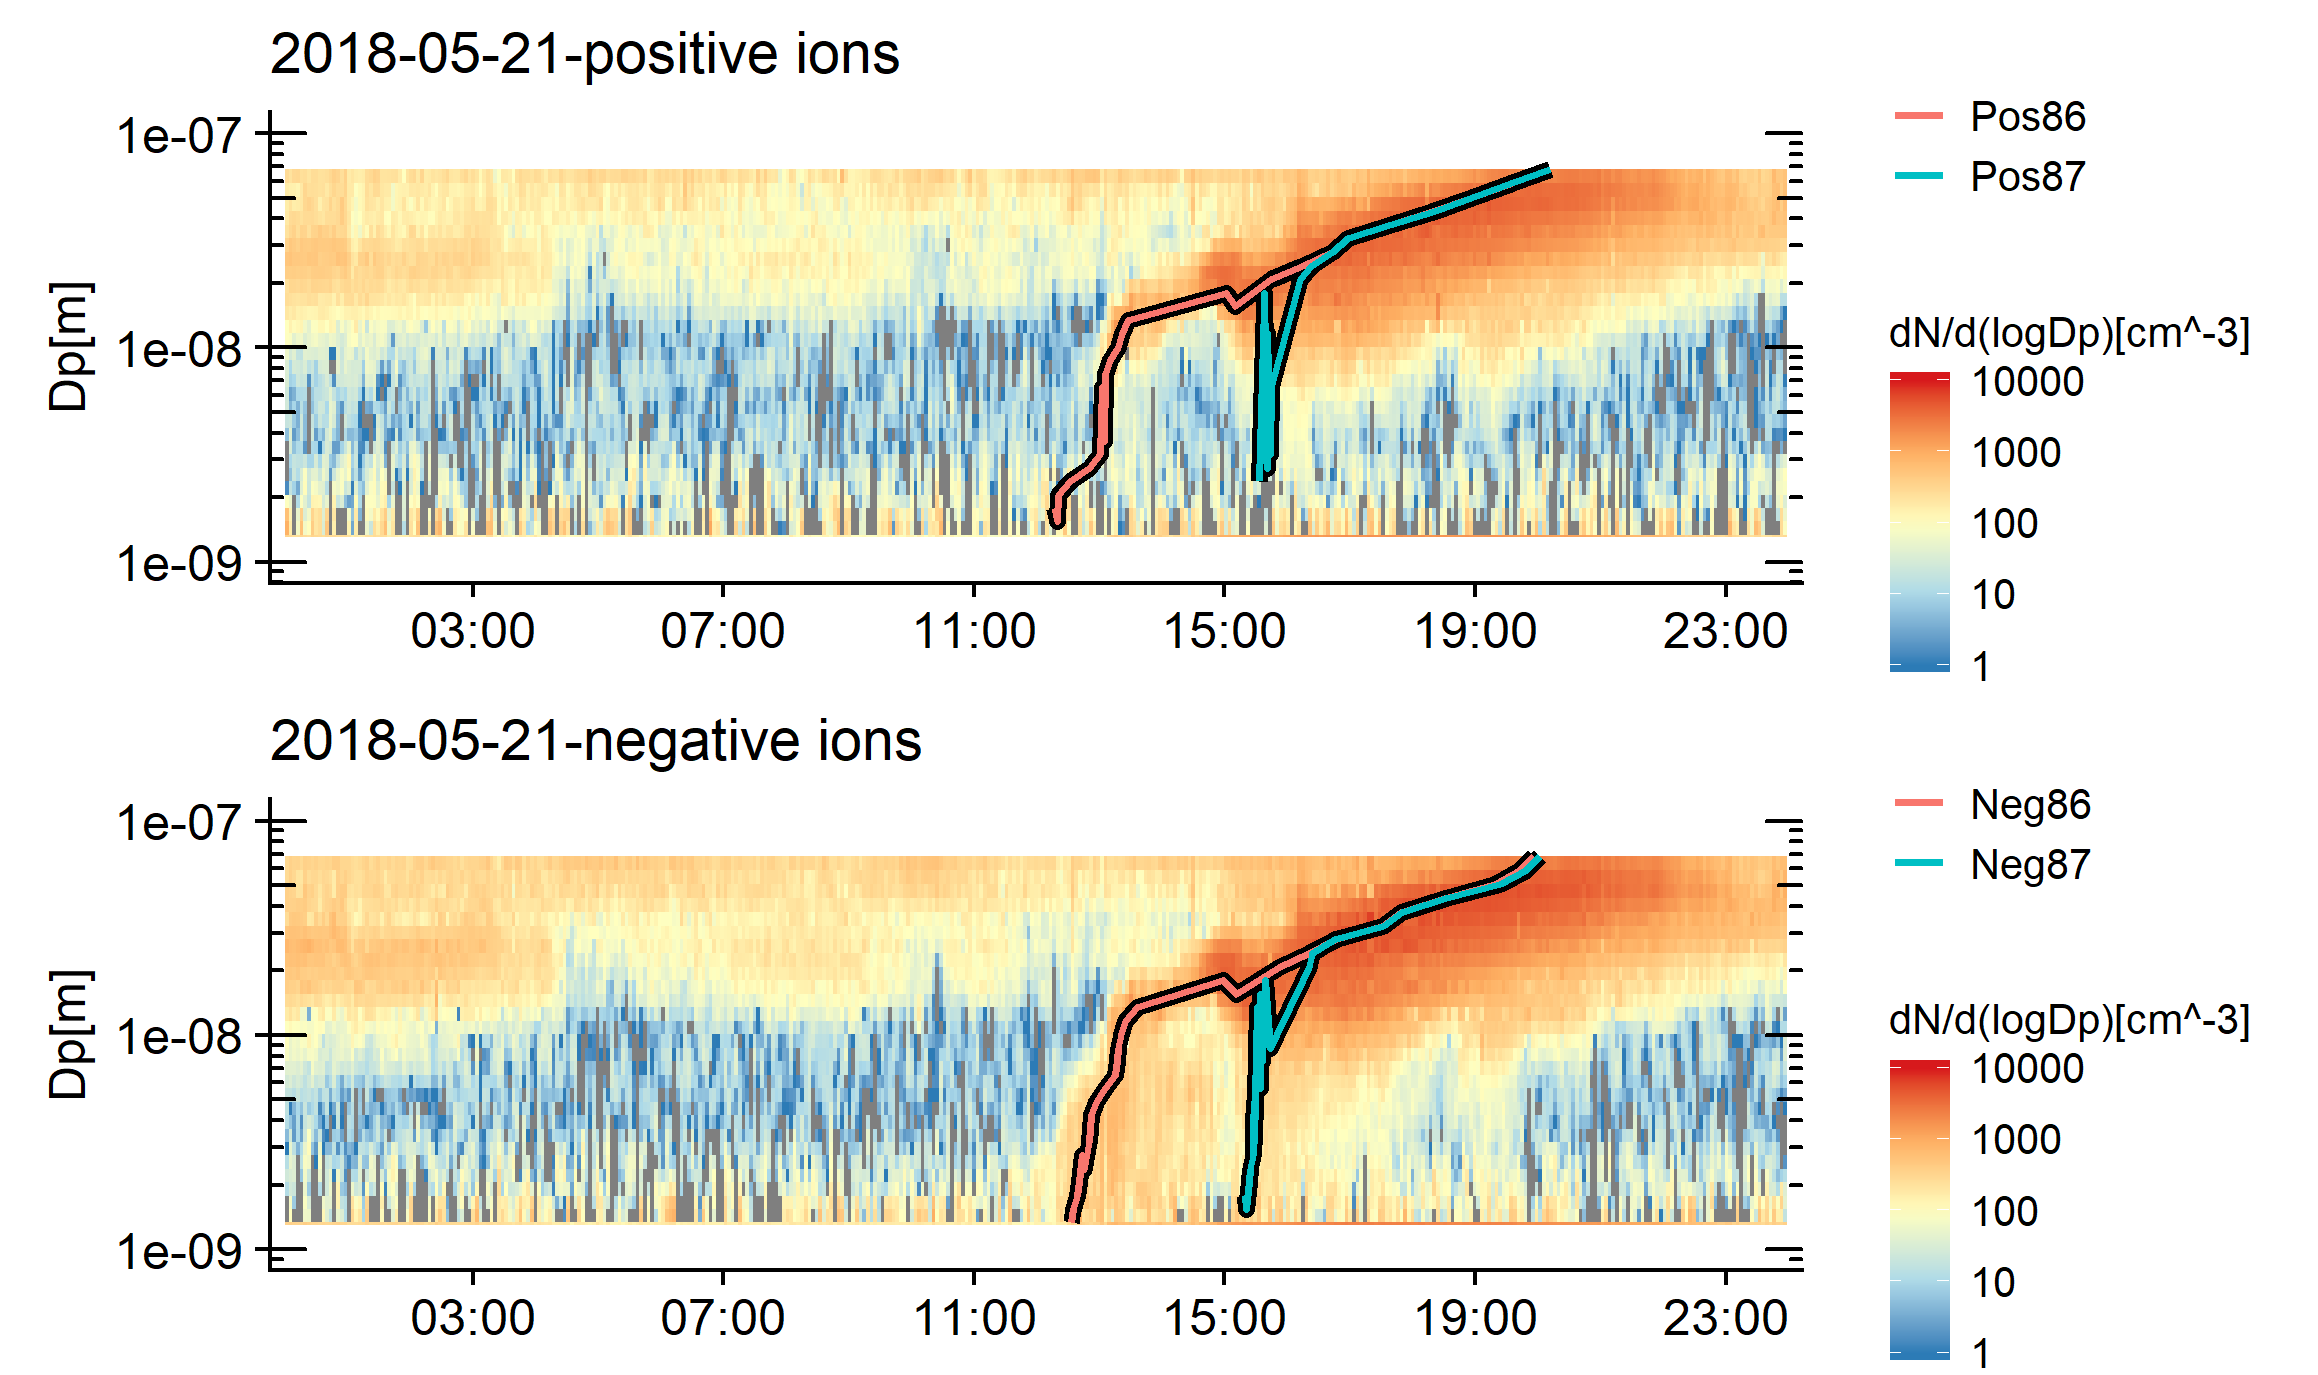 2018-05-21-positive ions
Pos86
Pos87
1e-07
1e-08
1e-09
Dp[m]
03:00 07:00 11:00 15:00 19:00 23:00
dN/d(logDp)[cm^-3]
10000
1000
100
10
1
2018-05-21-negative ions
Neg86
Neg87
1e-07
1e-08
1e-09
Dp[m]
03:00 07:00 11:00 15:00 19:00 23:00
dN/d(logDp)[cm^-3]
10000
1000
100
10
1